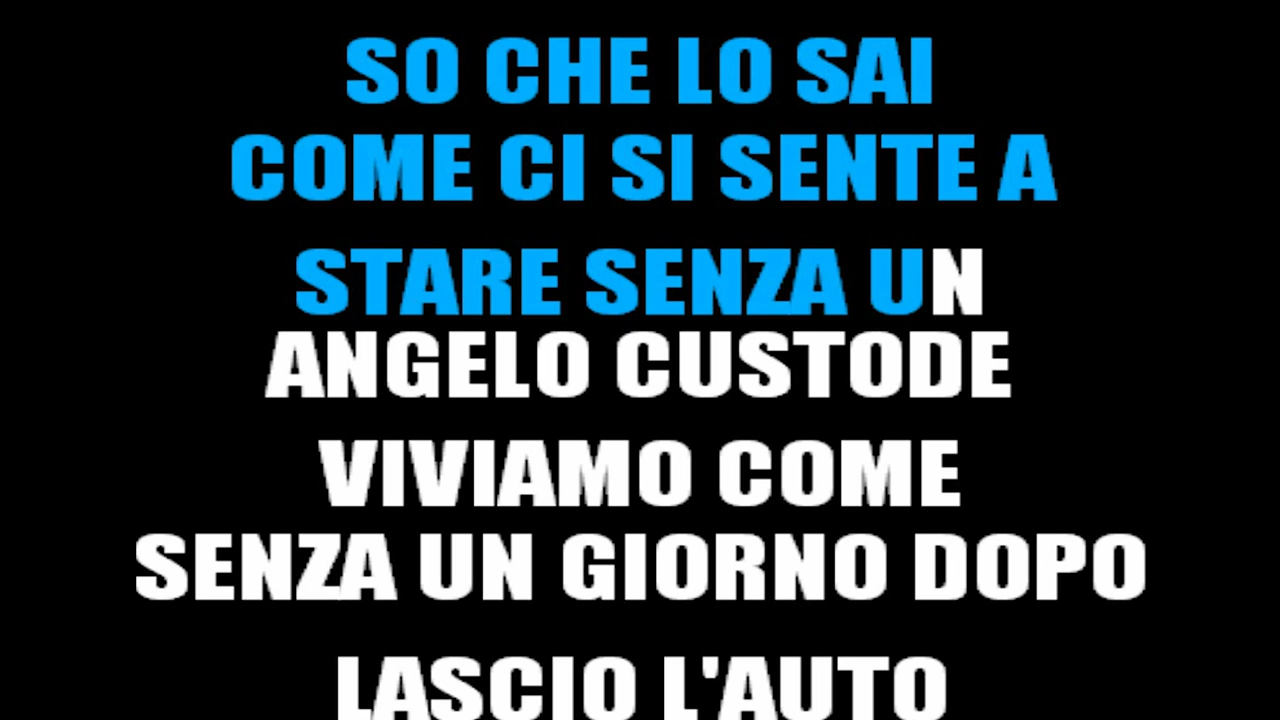 SO CHE LO SAI
COME CI SI SENTE A
STARE SENZA UN
ANGELO CUSTODE
VIVIAMO COME
SENZA UN GIORNO DOPO
LASCIO L'AUTO